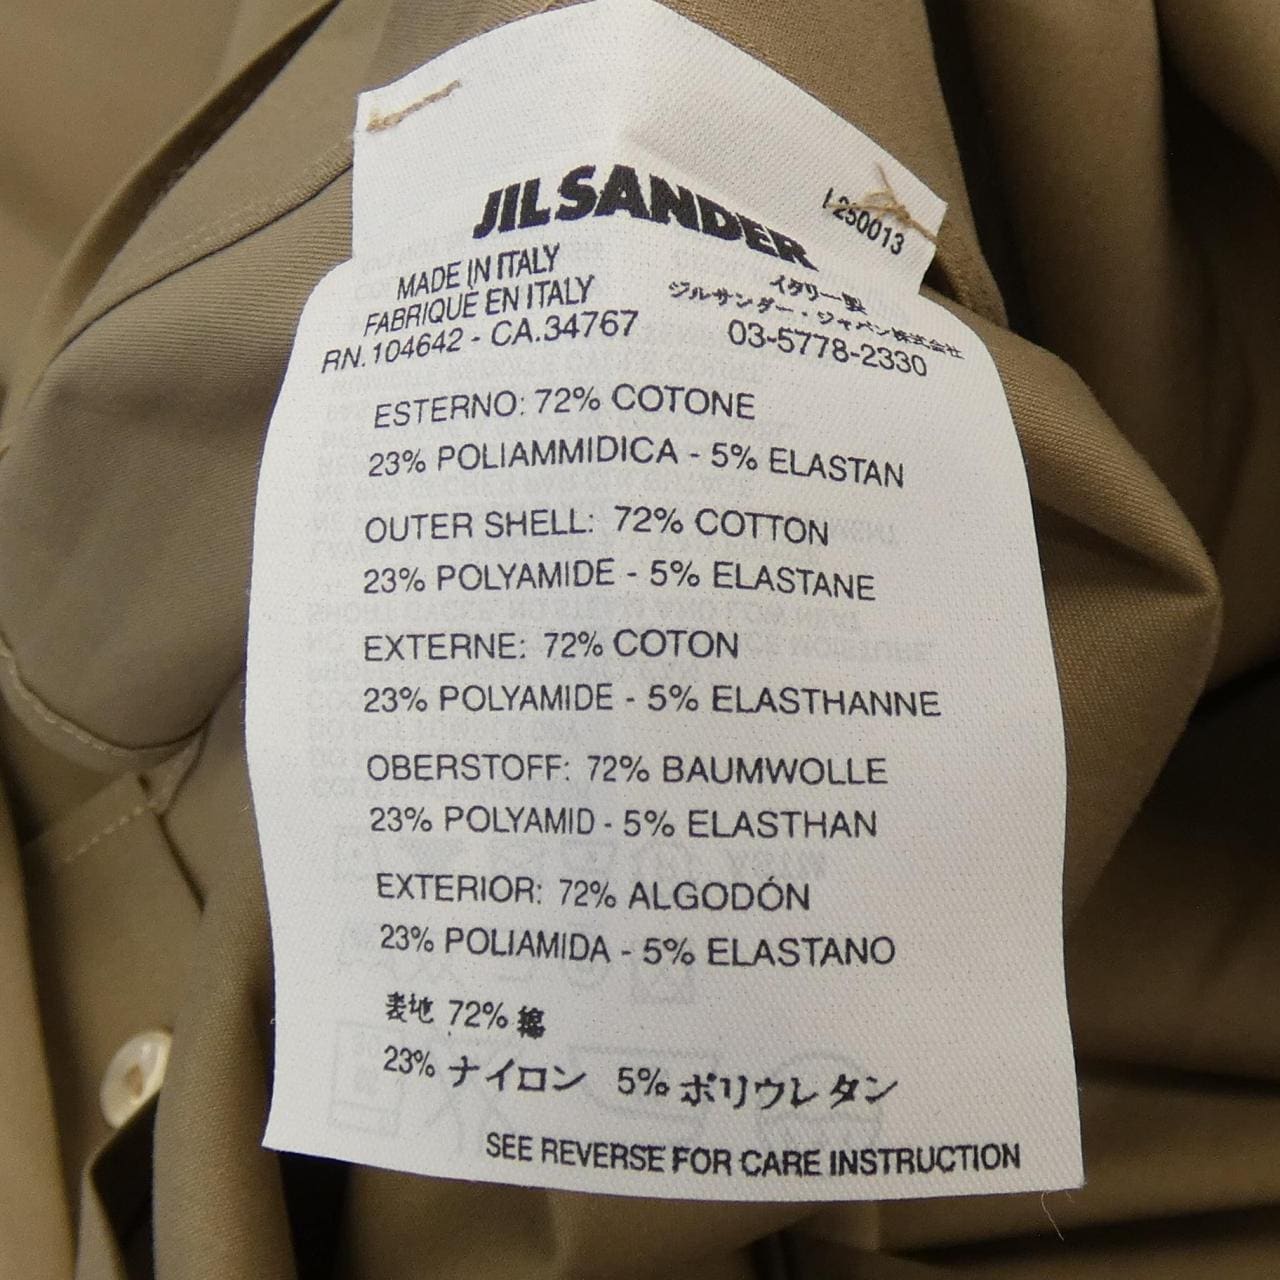 JIL SANDER
1250013
MADE IN ITALY
FABRIQUE EN ITALY
RN.104642 - CA.34767
イタリー製
ジルサンダー・ジャパン株式会社
03-5778-2330
ESTERNO: 72% COTONE
23% POLIAMMIDICA - 5% ELASTAN
OUTER SHELL: 72% COTTON
23% POLYAMIDE - 5% ELASTANE
EXTERNE: 72% COTON
23% POLYAMIDE - 5% ELASTHANNE
OBERSTOFF: 72% BAUMWOLLE
23% POLYAMID - 5% ELASTHAN
EXTERIOR: 72% ALGODÓN
23% POLIAMIDA - 5% ELASTANO
表地 72% 綿
23% ナイロン 5% ポリウレタン
SEE REVERSE FOR CARE INSTRUCTION